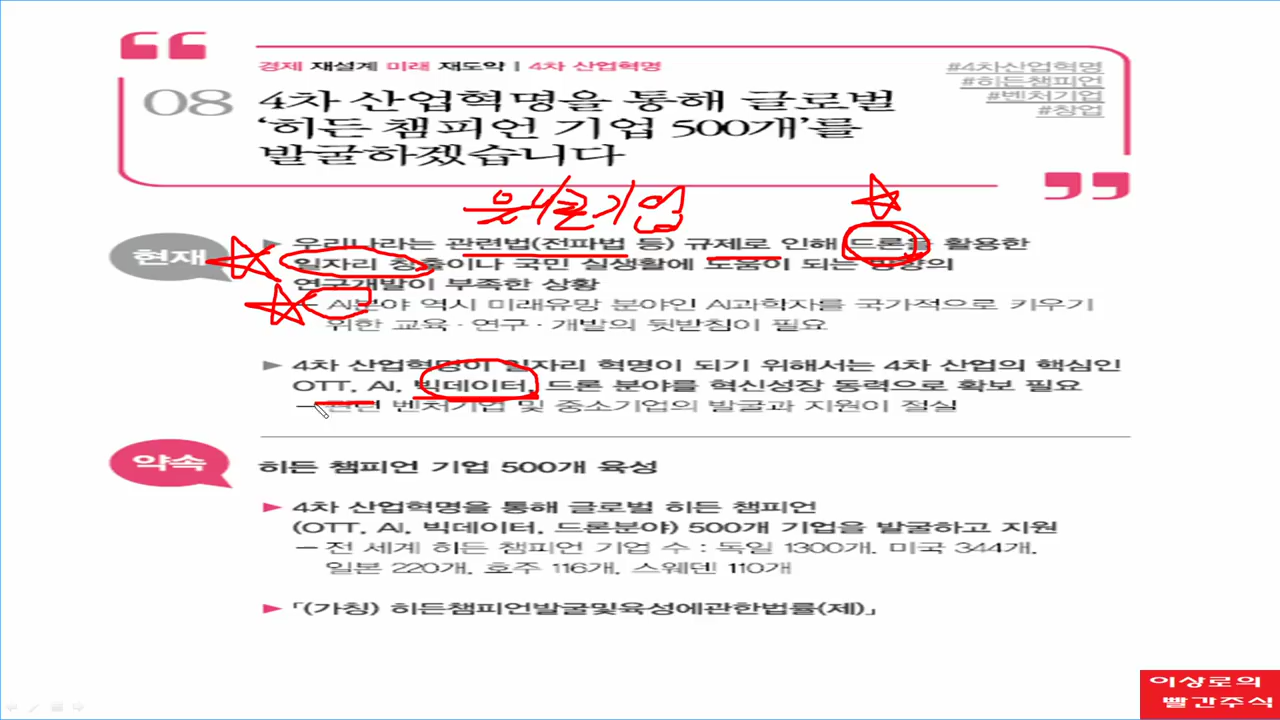 경제 재설계 미래 재도약 | 4차 산업혁명
#4차산업혁명
#히든챔피언
#벤처기업
#창업
08 4차 산업혁명을 통해 글로벌
‘히든 챔피언 기업 500개’를
발굴하겠습니다
기업
현재
▶ 우리나라는 관련법(전파법 등) 규제로 인해 드론을 활용한
일자리 창출이나 국민 실생활에 도움이 되는 방향의
연구개발이 부족한 상황
– AI분야 역시 미래유망 분야인 AI과학자를 국가적으로 키우기
위한 교육·연구·개발의 뒷받침이 필요
▶ 4차 산업혁명이 일자리 혁명이 되기 위해서는 4차 산업의 핵심인
OTT, AI, 빅데이터, 드론 분야를 혁신성장 동력으로 확보 필요
– 관련 벤처기업 및 중소기업의 발굴과 지원이 절실
약속
히든 챔피언 기업 500개 육성
▶ 4차 산업혁명을 통해 글로벌 히든 챔피언
(OTT, AI, 빅데이터, 드론분야) 500개 기업을 발굴하고 지원
– 전 세계 히든 챔피언 기업 수 : 독일 1300개, 미국 344개,
일본 220개, 호주 116개, 스웨덴 110개
▶ 「(가칭) 히든챔피언발굴및육성에관한법률(제)」
이상로의
빨간주식